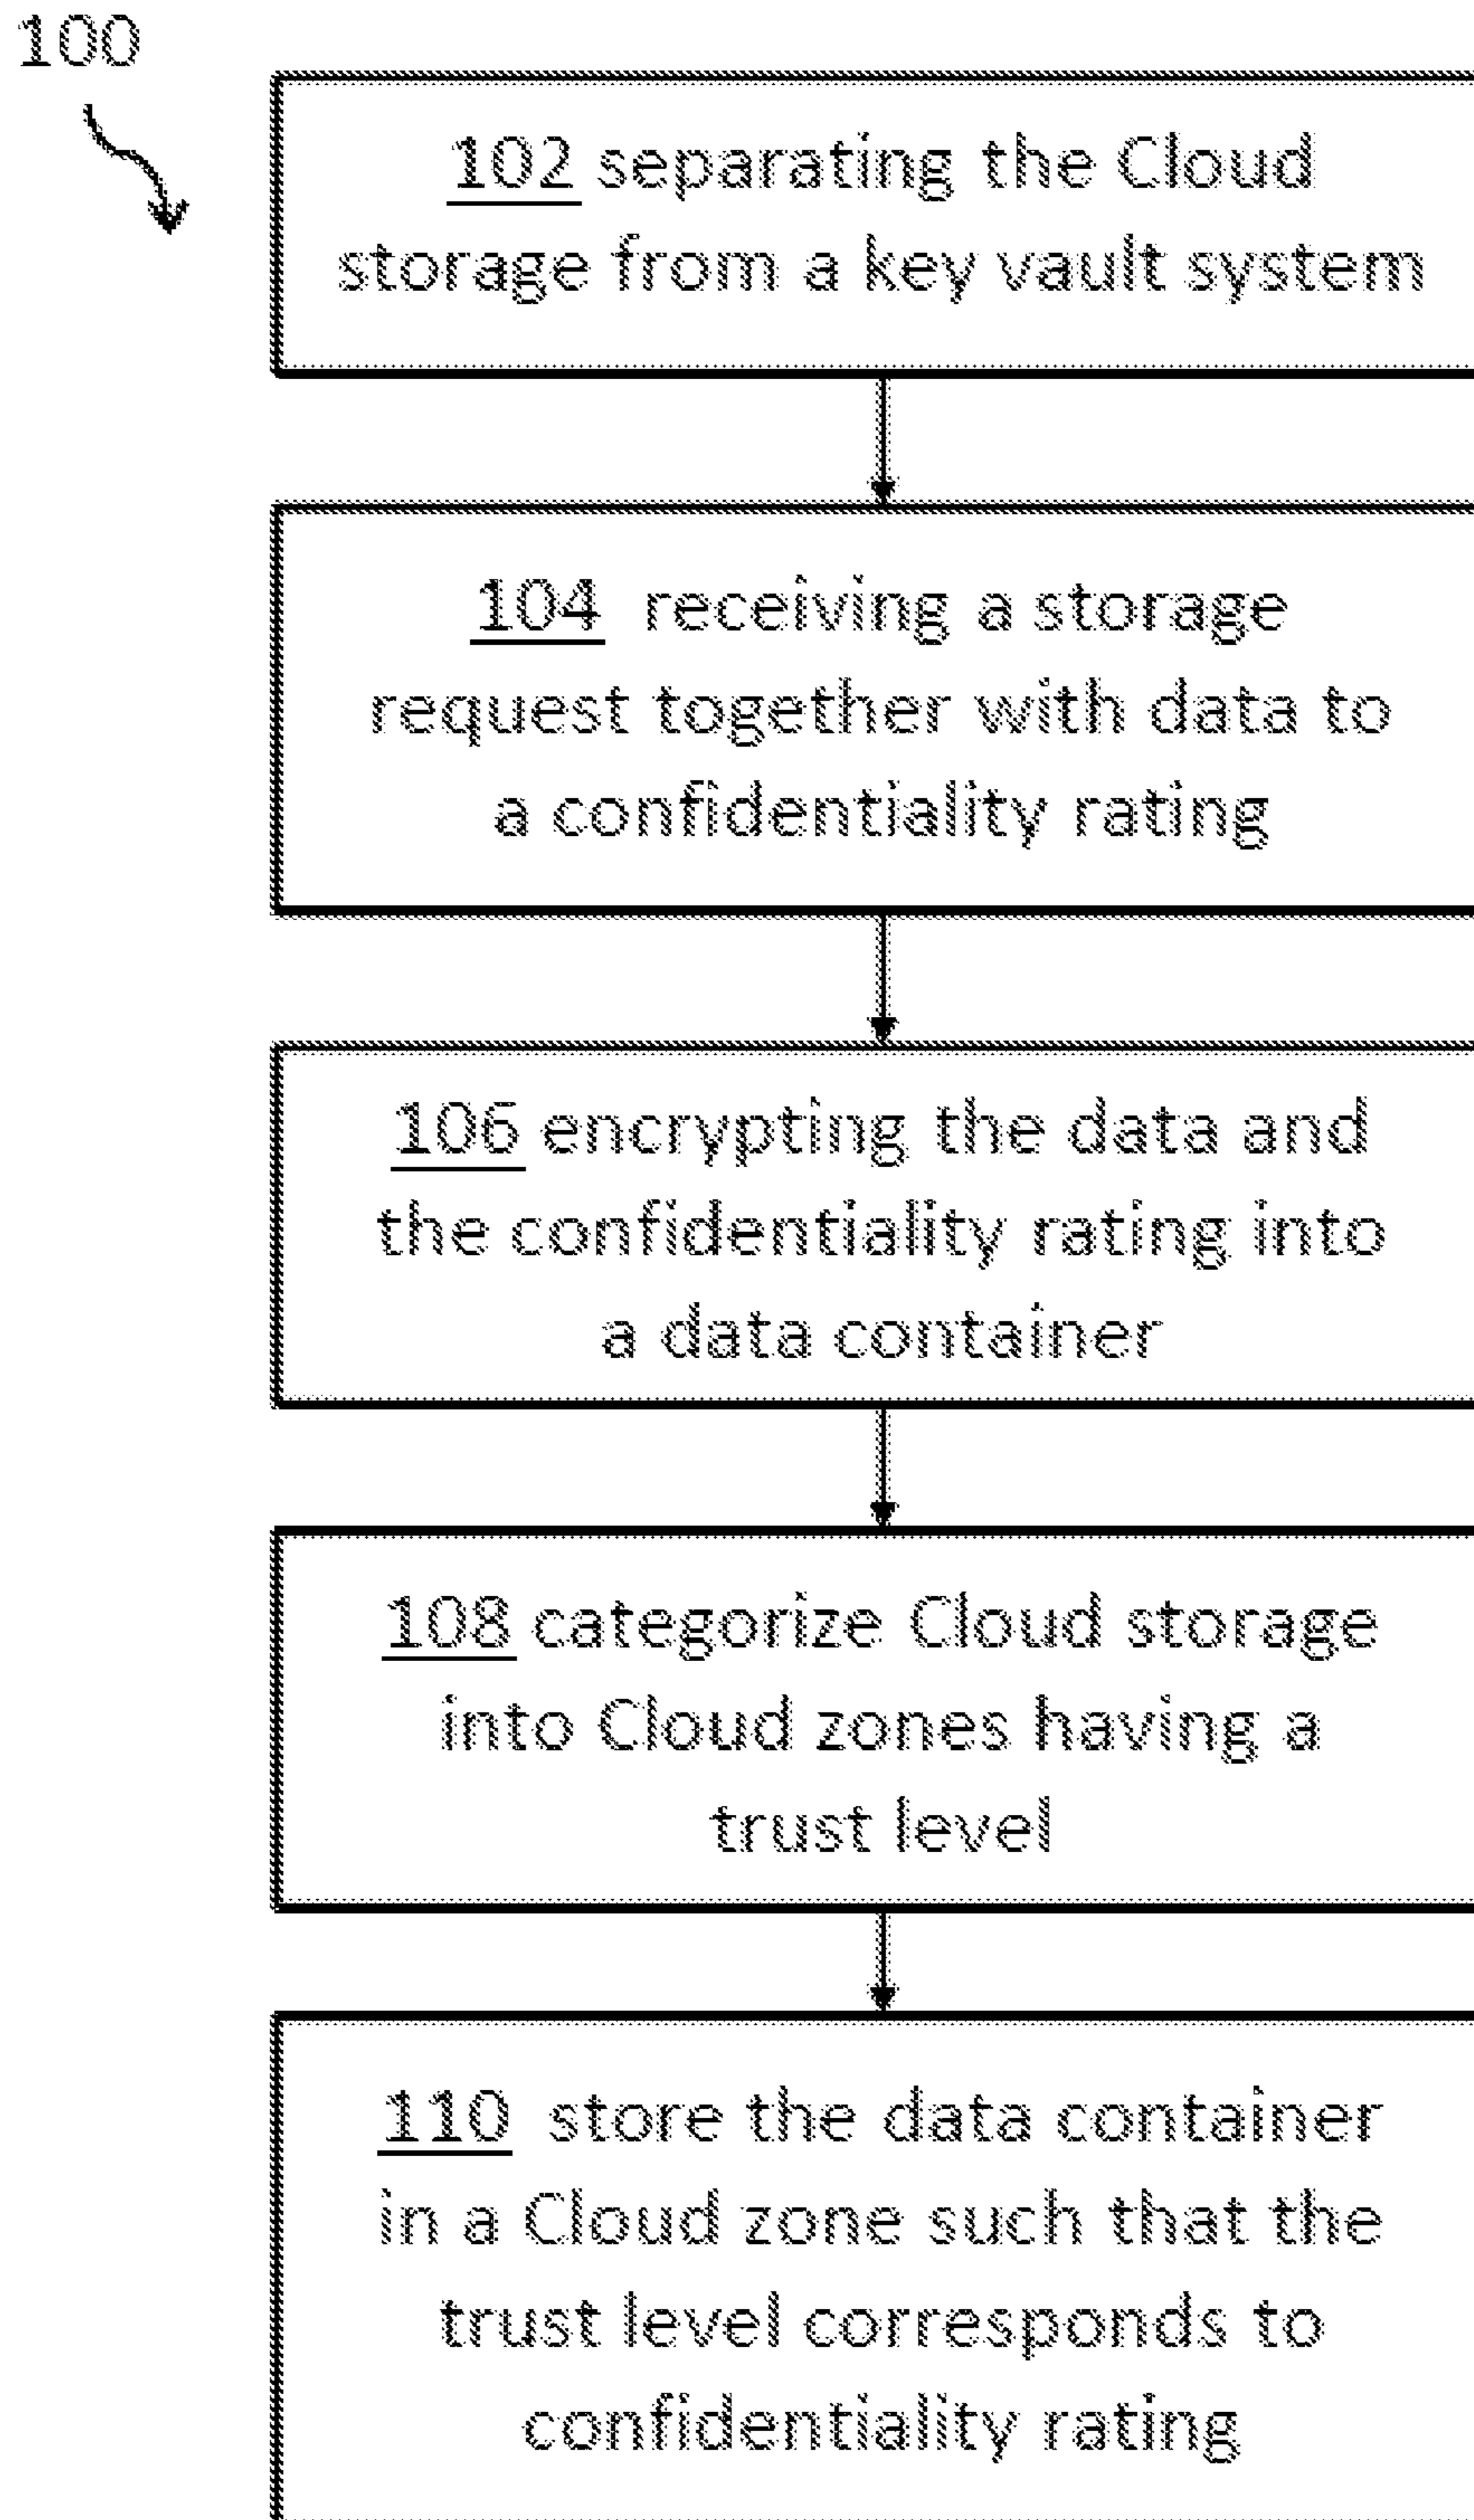 100
102 separating the Cloud
storage from a key vault system
104 receiving a storage
request together with data to
a confidentiality rating
106 encrypting the data and
the confidentiality rating into
a data container
108 categorize Cloud storage
into Cloud zones having a
trust level
110 store the data container
in a Cloud zone such that the
trust level corresponds to
confidentiality rating